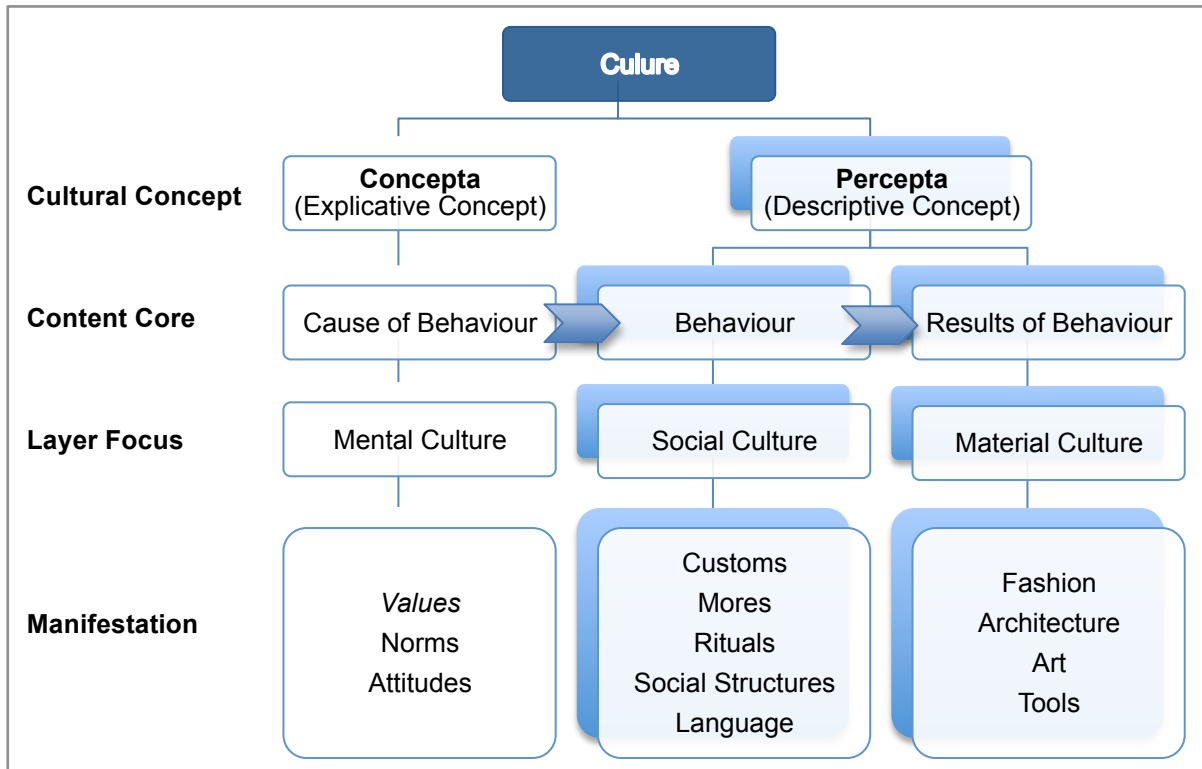 Culure
Cultural Concept
Concepta
(Explicative Concept)
Percepta
(Descriptive Concept)
Content Core
Cause of Behaviour
Behaviour
Results of Behaviour
Layer Focus
Mental Culture
Social Culture
Material Culture
Manifestation
Values
Norms
Attitudes
Customs
Mores
Rituals
Social Structures
Language
Fashion
Architecture
Art
Tools